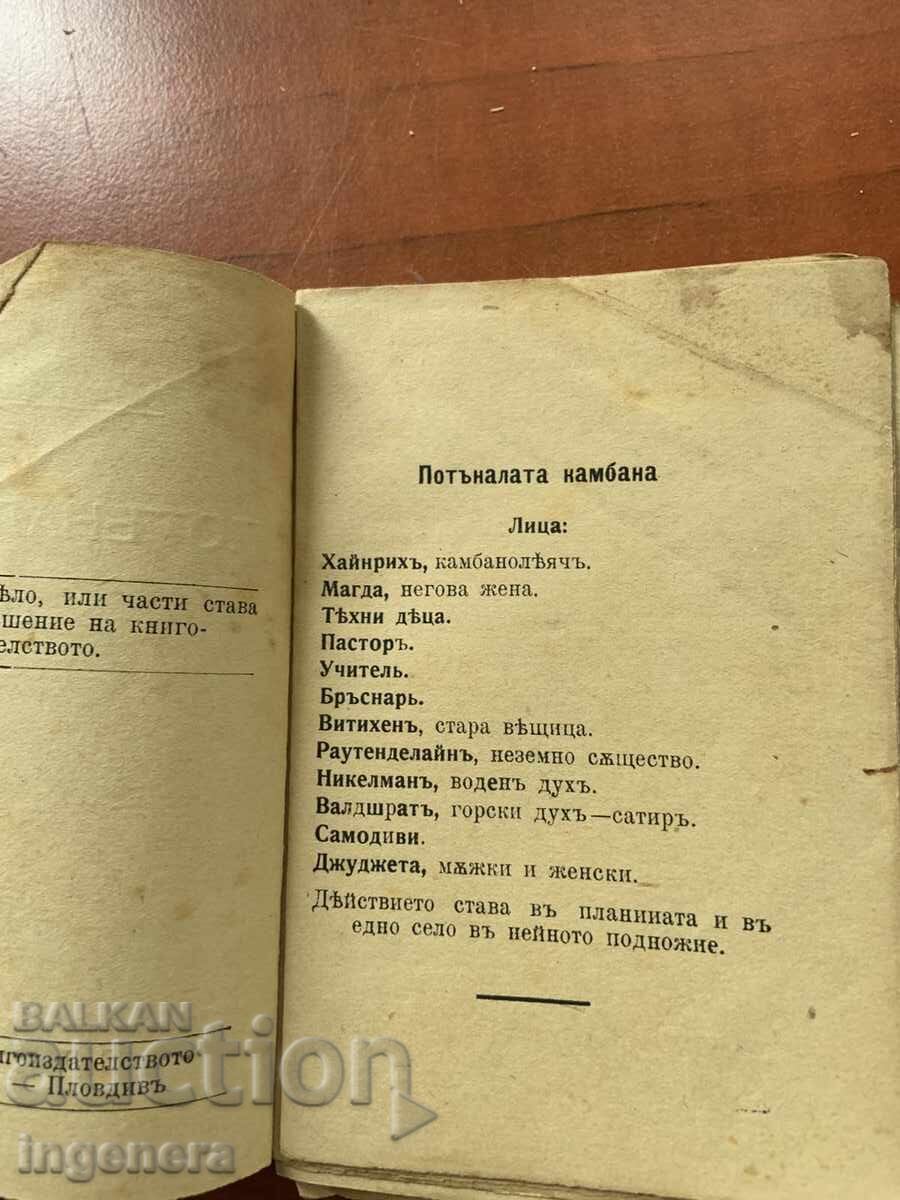 ѣло, или части става
шение на книго-
елството.
гоиздателството
— Пловдивъ
Потъналата камбана
Лица:
Хайнрихъ, камбанолѣячъ.
Магда, негова жена.
Тѣхни дѣца.
Пасторъ.
Учитель.
Бръснарь.
Витихенъ, стара вѣщица.
Раутенделайнъ, неземно сѫщество.
Никелманъ, воденъ духъ.
Валдшратъ, горски духъ—сатиръ.
Самодиви.
Джуджета, мѫжки и женски.
Дѣйствието става въ планината и въ
едно село въ нейното подножие.
BALKAN
auction
ingenera